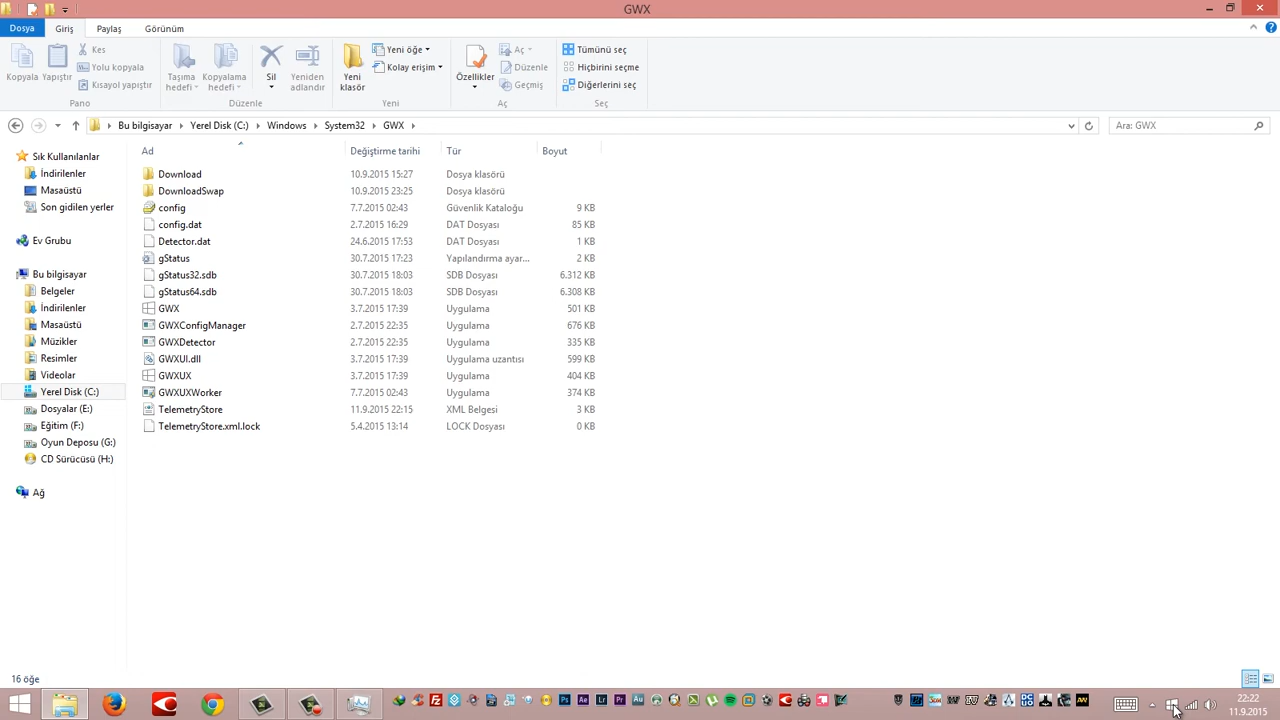 GWX
Dosya Giriş Paylaş Görünüm
Kopyala
Yapıştır
Kes
Yolu kopyala
Kısayol yapıştır
Pano
Taşıma hedefi
Kopyalama hedefi
Sil
Yeniden adlandır
Düzenle
Yeni klasör
Yeni öğe
Kolay erişim
Yeni
Özellikler
Aç
Düzenle
Geçmiş
Aç
Tümünü seç
Hiçbirini seçme
Diğerlerini seç
Seç
Bu bilgisayar Yerel Disk (C:) Windows System32 GWX
Ara: GWX
Sık Kullanılanlar
İndirilenler
Masaüstü
Son gidilen yerler
Ev Grubu
Bu bilgisayar
Belgeler
İndirilenler
Masaüstü
Müzikler
Resimler
Videolar
Yerel Disk (C:)
Dosyalar (E:)
Eğitim (F:)
Oyun Deposu (G:)
CD Sürücüsü (H:)
Ağ
Ad Değiştirme tarihi Tür Boyut
Download 10.9.2015 15:27 Dosya klasörü
DownloadSwap 10.9.2015 23:25 Dosya klasörü
config 7.7.2015 02:43 Güvenlik Kataloğu 9 KB
config.dat 2.7.2015 16:29 DAT Dosyası 85 KB
Detector.dat 24.6.2015 17:53 DAT Dosyası 1 KB
gStatus 30.7.2015 17:23 Yapılandırma ayar... 2 KB
gStatus32.sdb 30.7.2015 18:03 SDB Dosyası 6.312 KB
gStatus64.sdb 30.7.2015 18:03 SDB Dosyası 6.308 KB
GWX 3.7.2015 17:39 Uygulama 501 KB
GWXConfigManager 2.7.2015 22:35 Uygulama 676 KB
GWXDetector 2.7.2015 22:35 Uygulama 335 KB
GWXUI.dll 3.7.2015 17:39 Uygulama uzantısı 599 KB
GWXUX 3.7.2015 17:39 Uygulama 404 KB
GWXUXWorker 7.7.2015 02:43 Uygulama 374 KB
TelemetryStore 11.9.2015 22:15 XML Belgesi 3 KB
TelemetryStore.xml.lock 5.4.2015 13:14 LOCK Dosyası 0 KB
16 öğe
22:22
11.9.2015